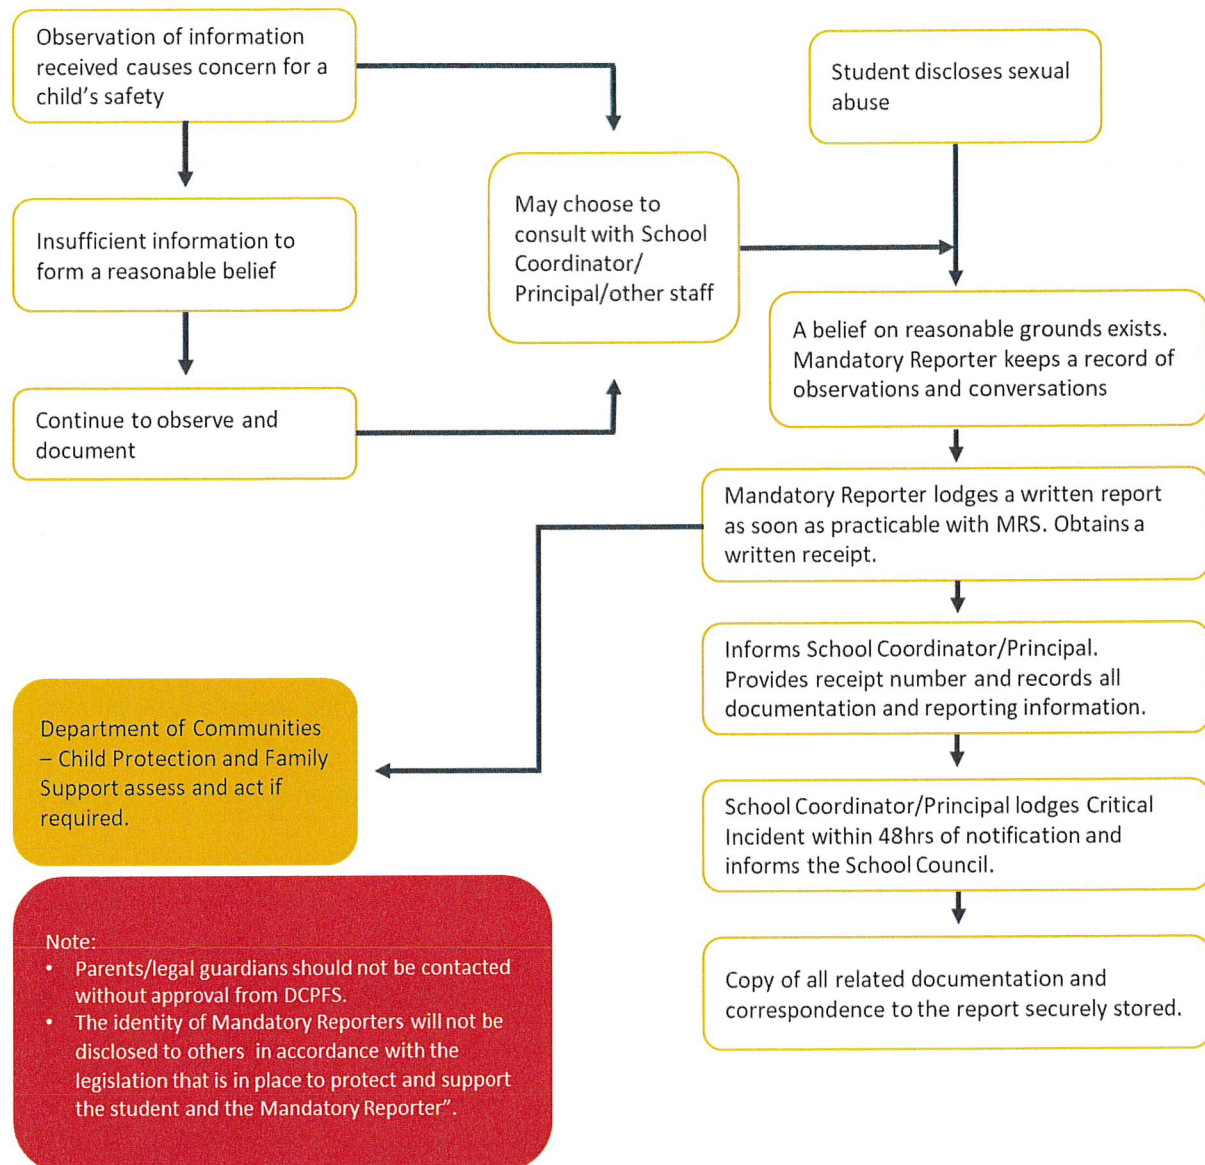 Observation of information
received causes concern for a
child's safety
Student discloses sexual
abuse
May choose to
consult with School
Coordinator/
Principal/other staff
Insufficient information to
form a reasonable belief
A belief on reasonable grounds exists.
Mandatory Reporter keeps a record of
observations and conversations
Continue to observe and
document
Mandatory Reporter lodges a written report
as soon as practicable with MRS. Obtains a
written receipt.
Informs School Coordinator/Principal.
Provides receipt number and records all
documentation and reporting information.
Department of Communities
– Child Protection and Family
Support assess and act if
required.
School Coordinator/Principal lodges Critical
Incident within 48hrs of notification and
informs the School Council.
Note:
• Parents/legal guardians should not be contacted
without approval from DCPFS.
• The identity of Mandatory Reporters will not be
disclosed to others in accordance with the
legislation that is in place to protect and support
the student and the Mandatory Reporter”.
Copy of all related documentation and
correspondence to the report securely stored.